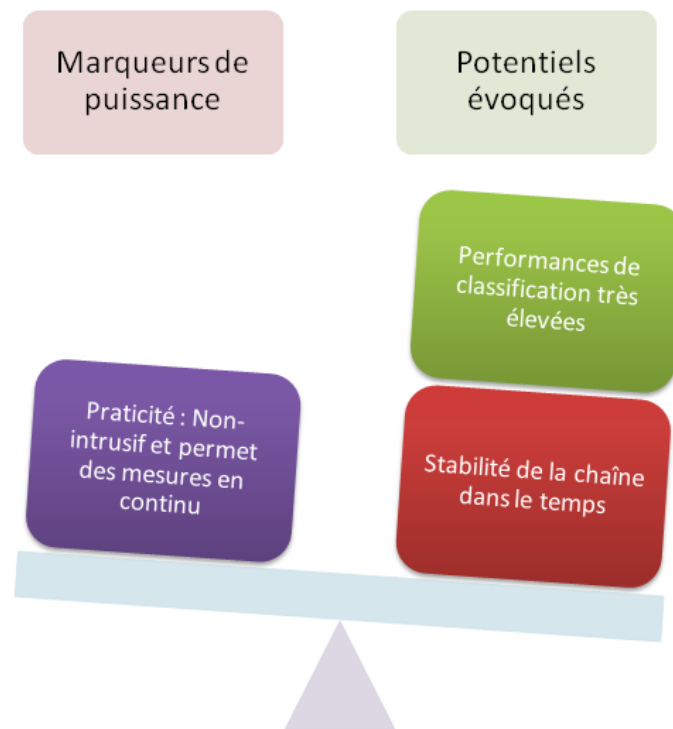 Marqueurs de
puissance
Potentiels
évoqués
Performances de
classification très
élevées
Praticité : Non-
intrusif et permet
des mesures en
continu
Stabilité de la chaîne
dans le temps